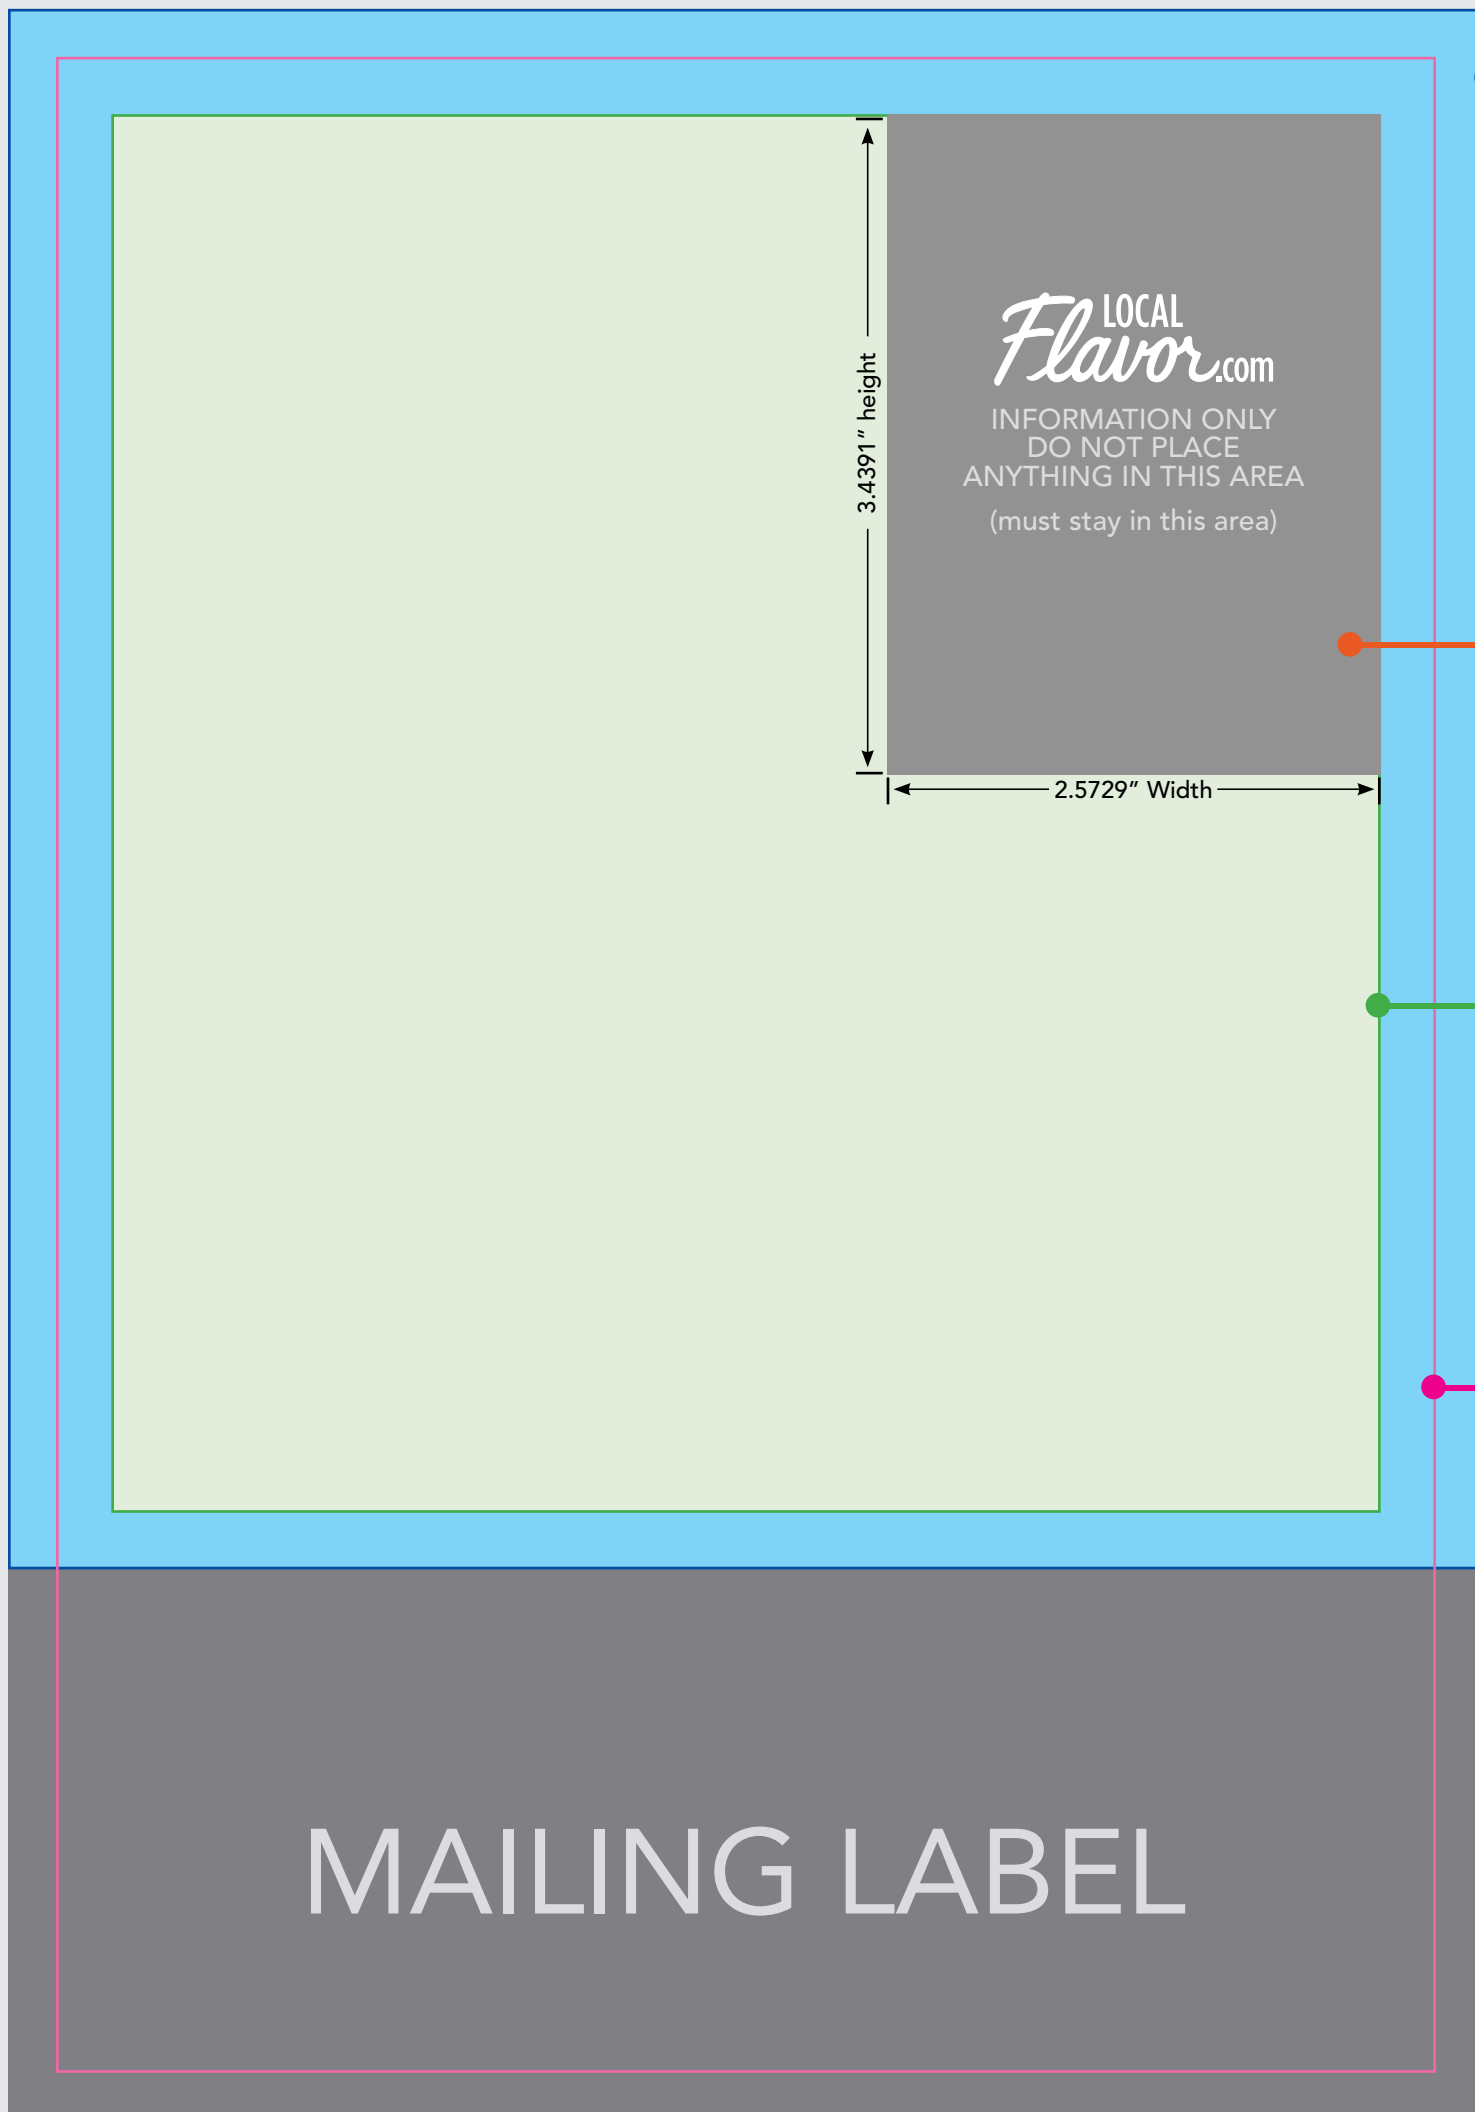 LOCAL
Flavor.com
INFORMATION ONLY
DO NOT PLACE
ANYTHING IN THIS AREA
(must stay in this area)
3.4391" height
2.5729" Width
MAILING LABEL